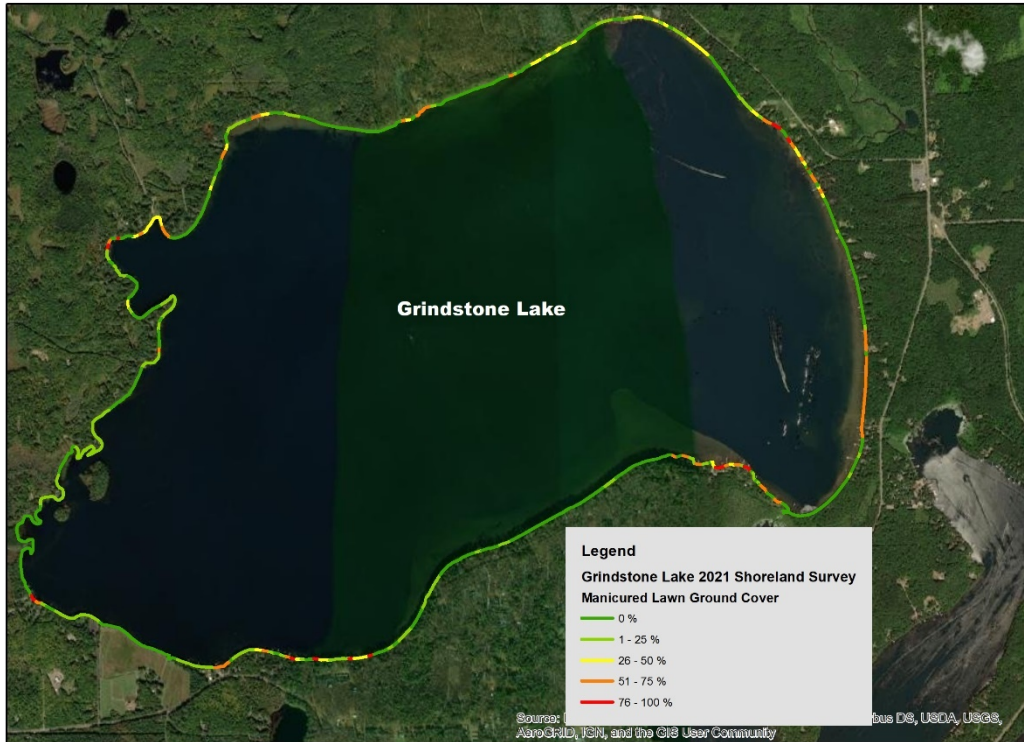 Grindstone Lake
Legend
Grindstone Lake 2021 Shoreland Survey
Manicured Lawn Ground Cover
0 %
1 - 25 %
26 - 50 %
51 - 75 %
76 - 100 %
Source: DS, USDA, USGS,
AeroGRID, IGN, and the GIS User Community